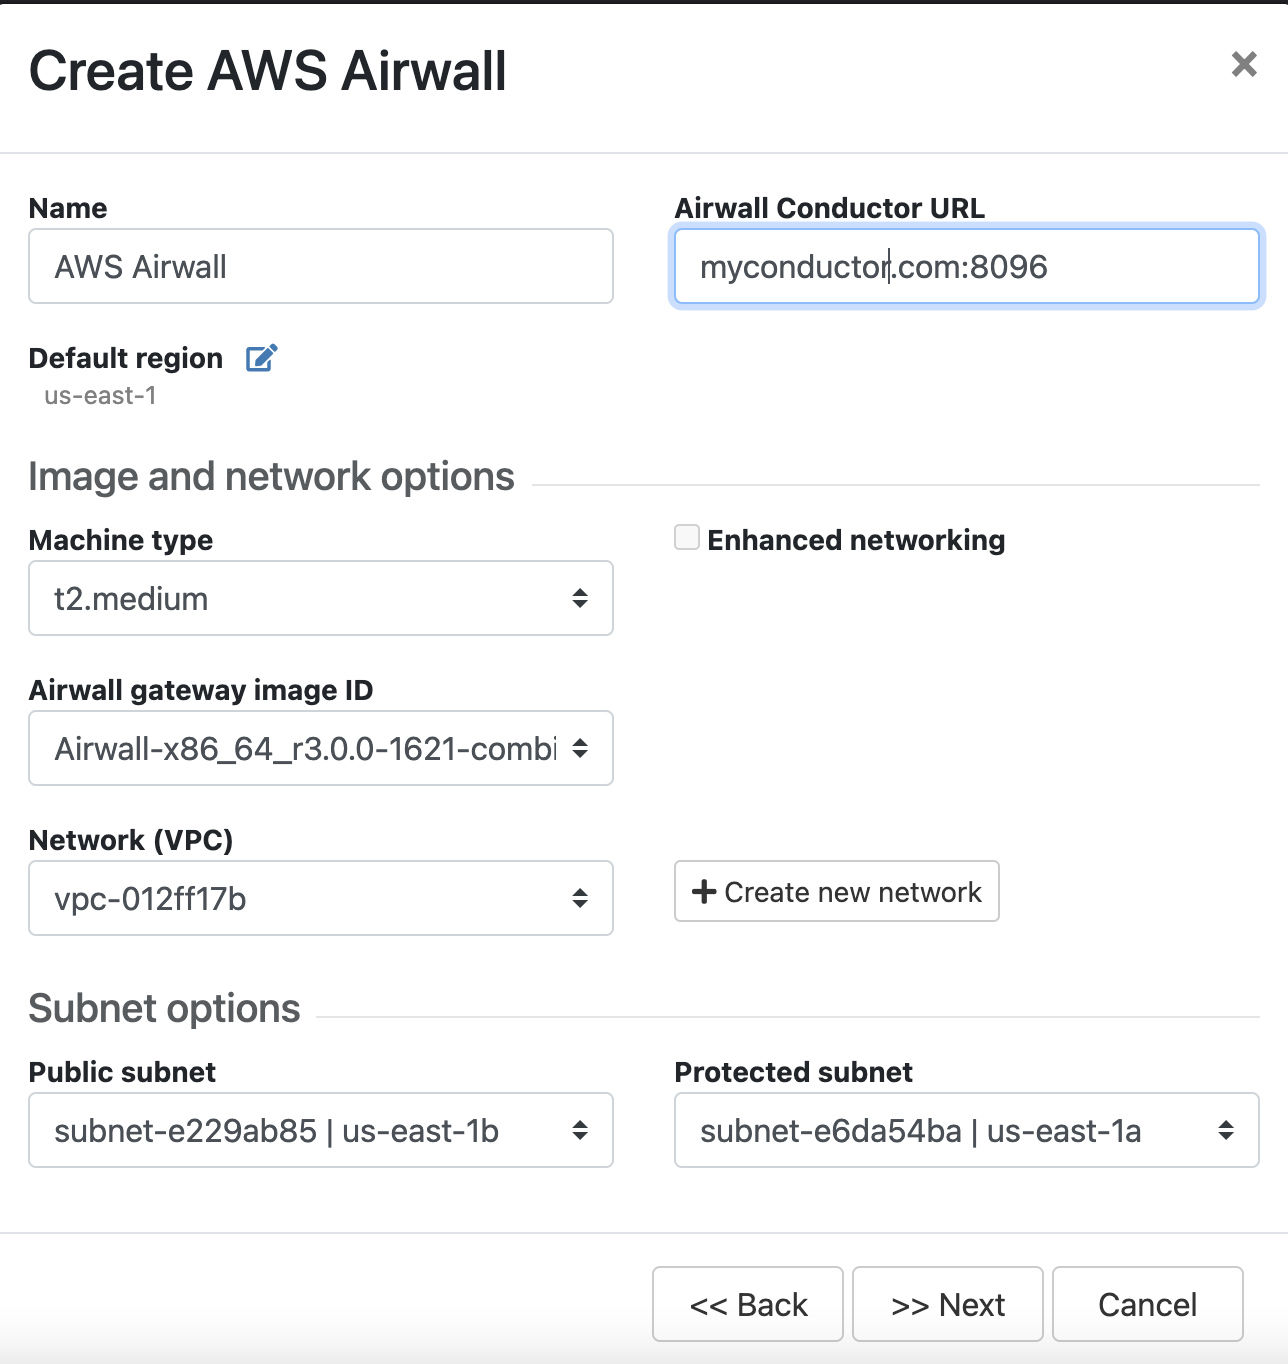 Create AWS Airwall
Name
Airwall Conductor URL
AWS Airwall
myconductor.com:8096
Default region
us-east-1
Image and network options
Machine type
Enhanced networking
t2.medium
Airwall gateway image ID
Airwall-x86_64_r3.0.0-1621-combi
Network (VPC)
vpc-012ff17b
Create new network
Subnet options
Public subnet
Protected subnet
subnet-e229ab85 | us-east-1b
subnet-e6da54ba | us-east-1a
<< Back
>> Next
Cancel